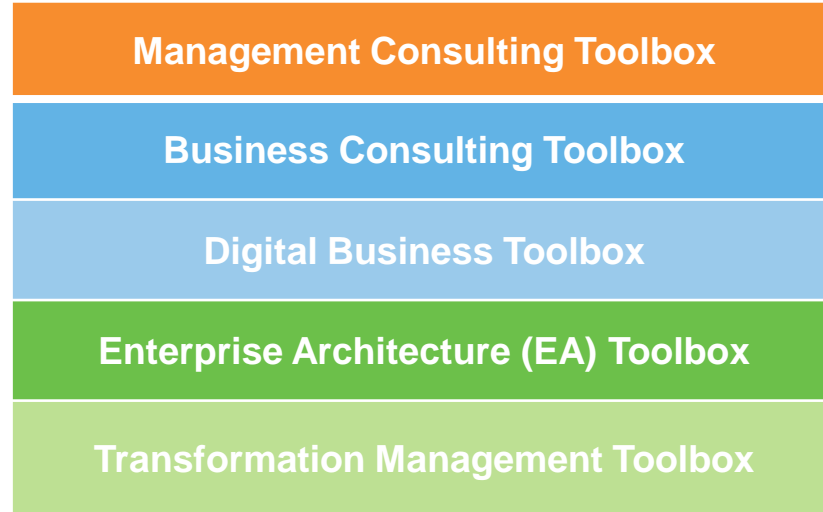 Management Consulting Toolbox
Business Consulting Toolbox
Digital Business Toolbox
Enterprise Architecture (EA) Toolbox
Transformation Management Toolbox